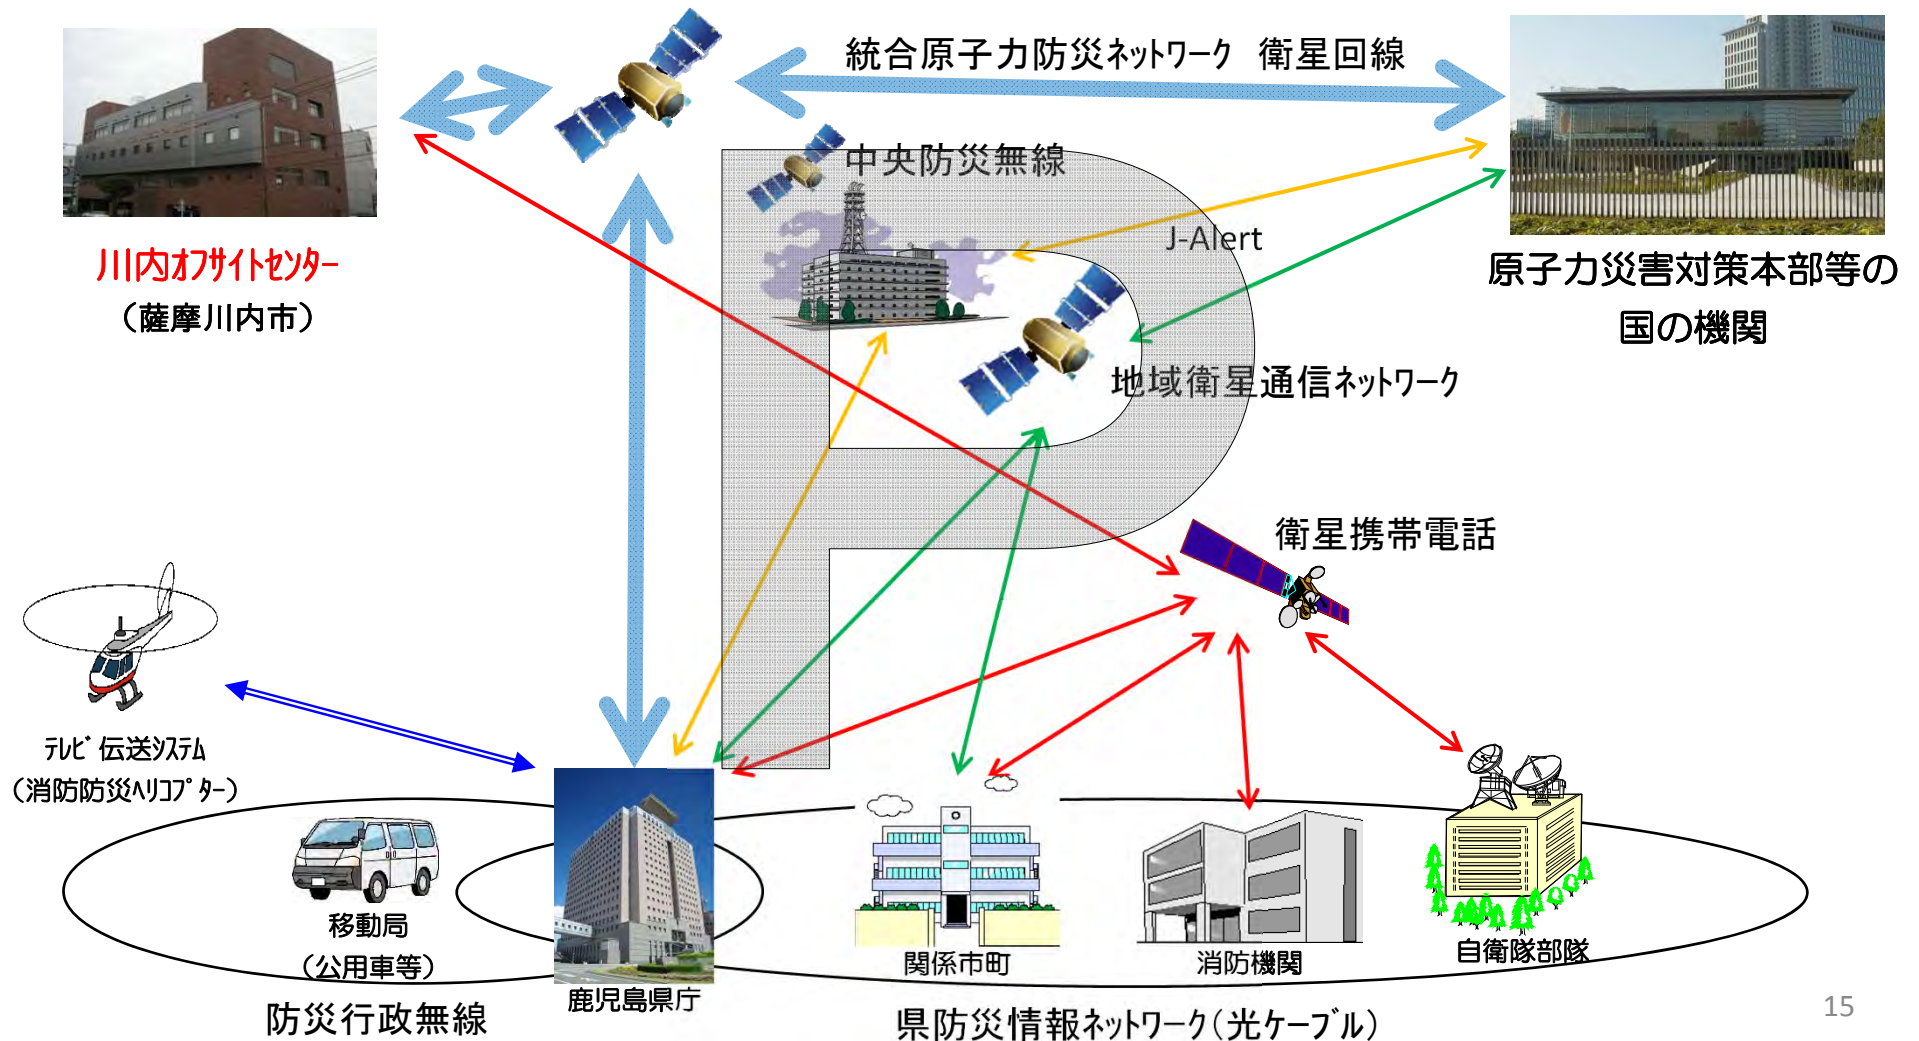 統合原子力防災ネットワーク 衛星回線
中央防災無線
J-Alert
川内オフサイトセンター
(薩摩川内市)
原子力災害対策本部等の
国の機関
地域衛星通信ネットワーク
衛星携帯電話
テレビ伝送システム
(消防防災ヘリコプター)
移動局
(公用車等)
関係市町
消防機関
自衛隊部隊
鹿児島県庁
防災行政無線
県防災情報ネットワーク(光ケーブル)
15
P